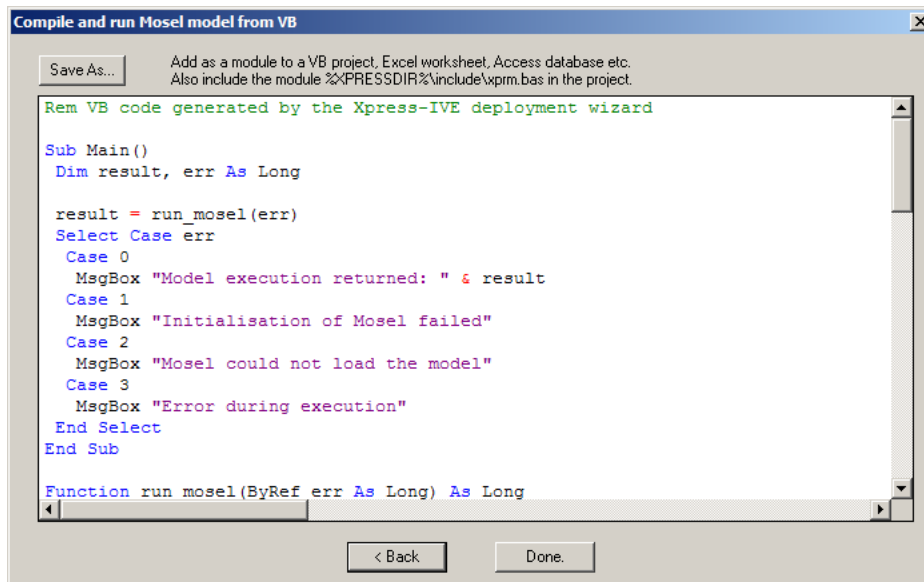 Compile and run Mosel model from VB
Save As...
Add as a module to a VB project, Excel worksheet, Access database etc.
Also include the module %XPRESSDIR%\include\xprm.bas in the project.
Rem VB code generated by the Xpress-IVE deployment wizard
Sub Main()
Dim result, err As Long
result = run_mosel(err)
Select Case err
Case 0
MsgBox "Model execution returned: " & result
Case 1
MsgBox "Initialisation of Mosel failed"
Case 2
MsgBox "Mosel could not load the model"
Case 3
MsgBox "Error during execution"
End Select
End Sub
Function run_mosel(ByRef err As Long) As Long
< Back
Done.